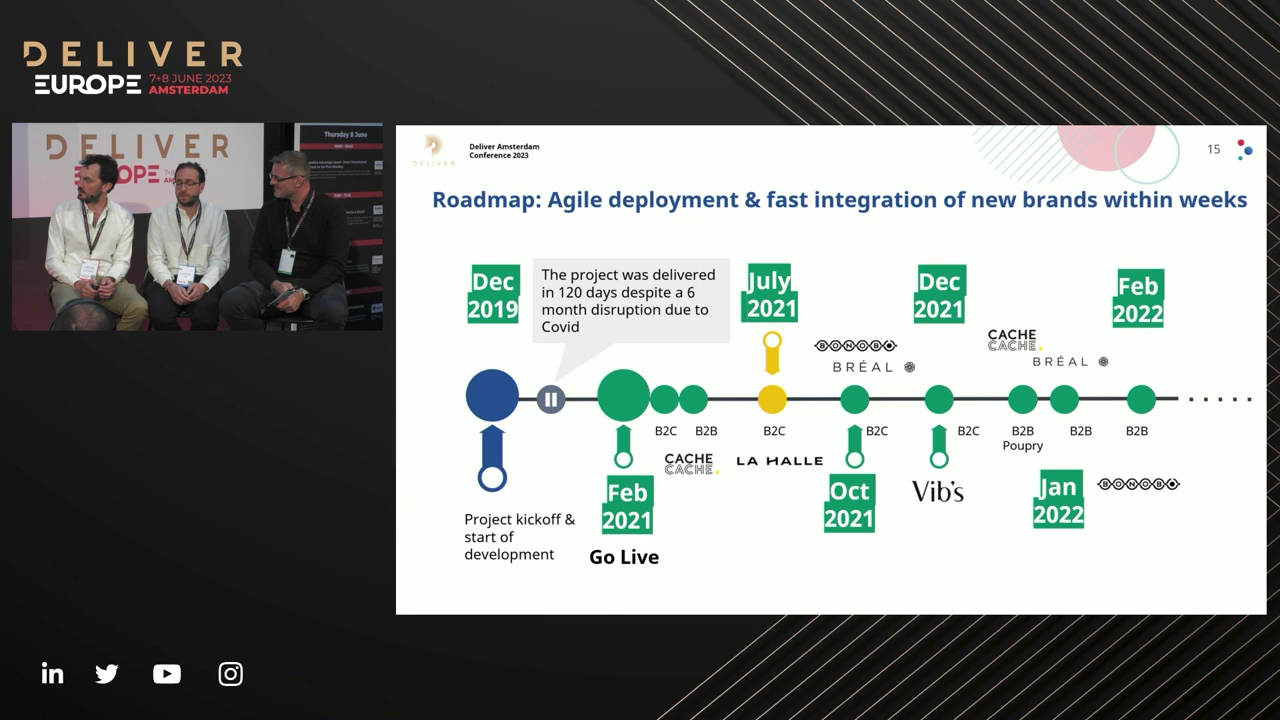 DELIVER
EUROPE
7+8 JUNE 2023
AMSTERDAM
DELIVER
Thursday 8 June
DELIVER
Deliver Amsterdam
Conference 2023
15
Roadmap: Agile deployment & fast integration of new brands within weeks
Dec
2019
The project was delivered
in 120 days despite a 6
month disruption due to
Covid
July
2021
Dec
2021
Feb
2022
BONOBO
BRÉAL
CACHE
CACHE.
BRÉAL
B2C
B2B
B2C
B2C
B2C
B2B
Poupry
B2B
B2B
CACHE
CACHE.
LA HALLE
Feb
2021
Oct
2021
Vib's
Jan
2022
BONOBO
Project kickoff &
start of
development
Go Live
in